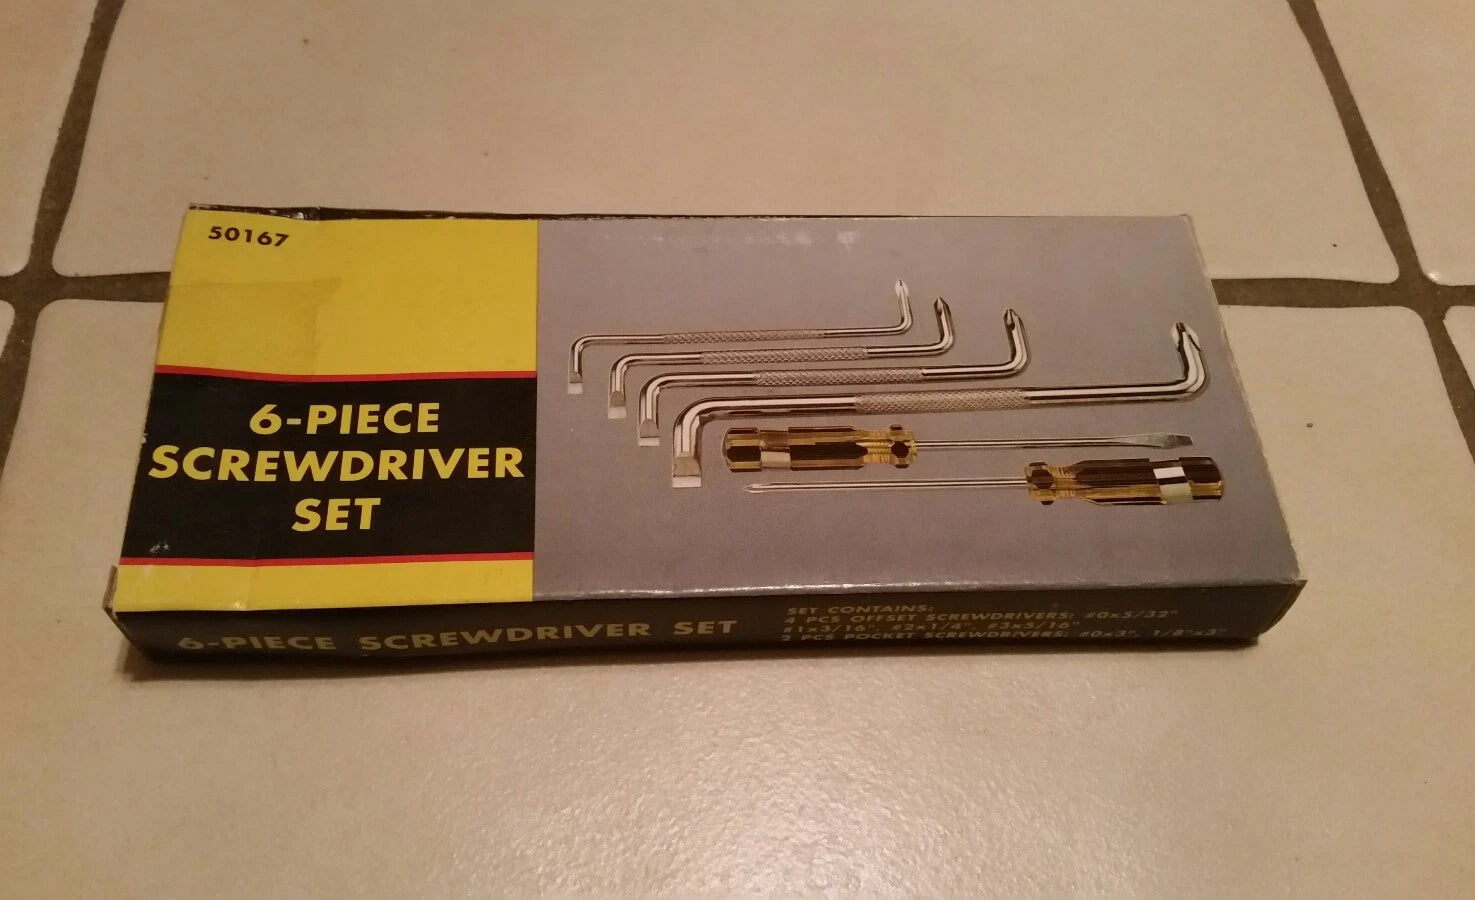 50167
6-PIECE
SCREWDRIVER
SET
6-PIECE SCREWDRIVER SET
SET CONTAINS:
4 PCS OFFSET SCREWDRIVERS: #0x5/32"
#1x3/16", #2x1/4", #3x5/16"
2 PCS POCKET SCREWDRIVERS: #0x3", 1/8"x3"